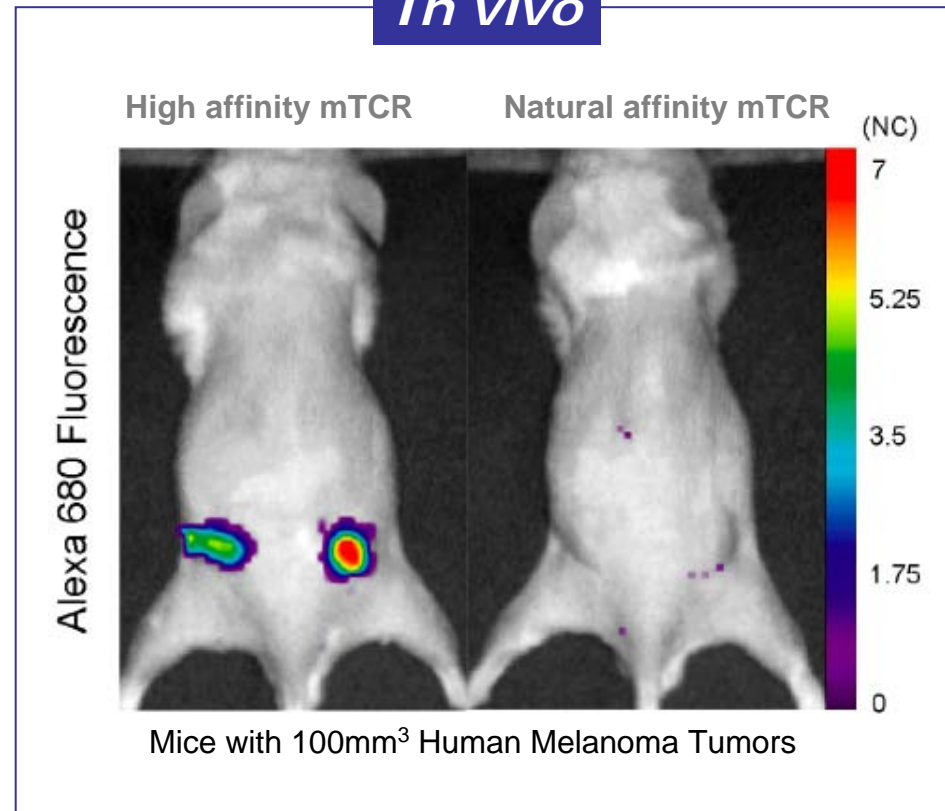 In vivo
High affinity mTCR Natural affinity mTCR
(NC)
7
5.25
3.5
1.75
0
Alexa 680 Fluorescence
Mice with 100mm³ Human Melanoma Tumors